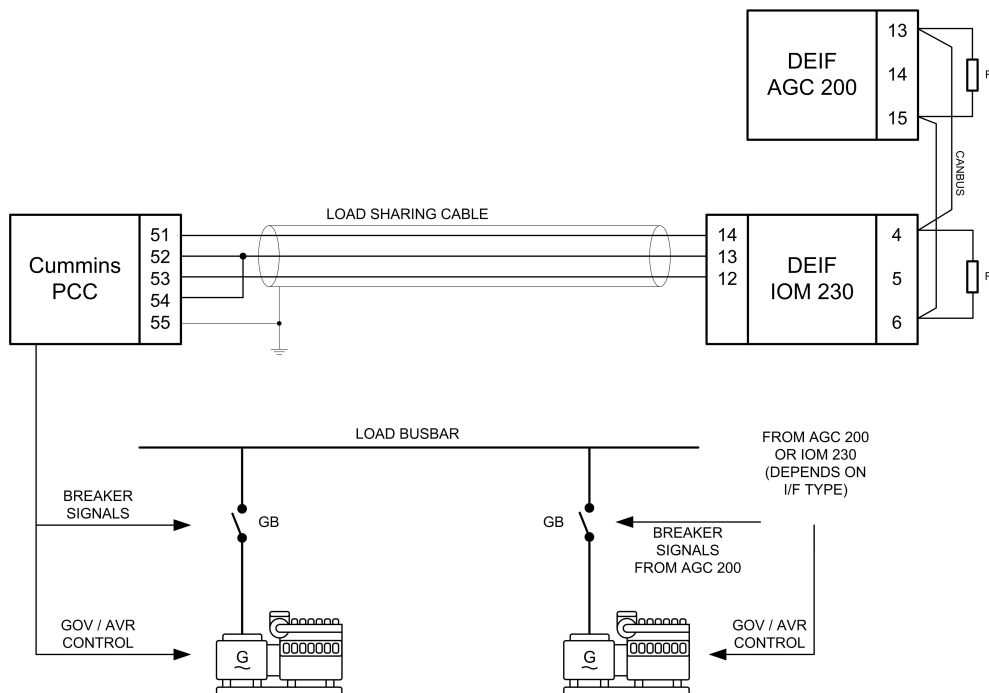 DEIF
AGC 200
13
14
15
R
CANBUS
LOAD SHARING CABLE
Cummins
PCC
51
52
53
54
55
14
13
12
DEIF
IOM 230
4
5
6
R
LOAD BUSBAR
FROM AGC 200
OR IOM 230
(DEPENDS ON
I/F TYPE)
BREAKER
SIGNALS
GB
GB
BREAKER
SIGNALS
FROM AGC 200
GOV / AVR
CONTROL
G
~
G
~
GOV / AVR
CONTROL